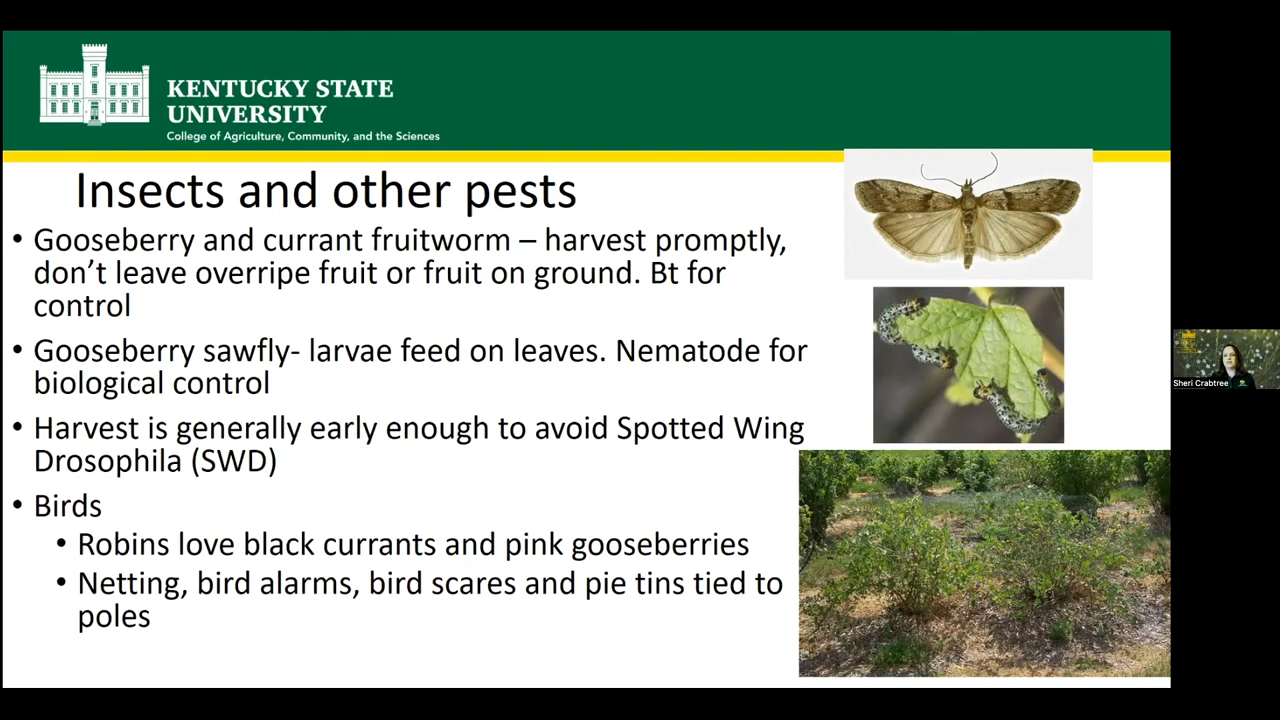 KENTUCKY STATE
UNIVERSITY
College of Agriculture, Community, and the Sciences
Insects and other pests
• Gooseberry and currant fruitworm – harvest promptly,
don’t leave overripe fruit or fruit on ground. Bt for
control
• Gooseberry sawfly- larvae feed on leaves. Nematode for
biological control
• Harvest is generally early enough to avoid Spotted Wing
Drosophila (SWD)
• Birds
• Robins love black currants and pink gooseberries
• Netting, bird alarms, bird scares and pie tins tied to
poles
Sheri Crabtree